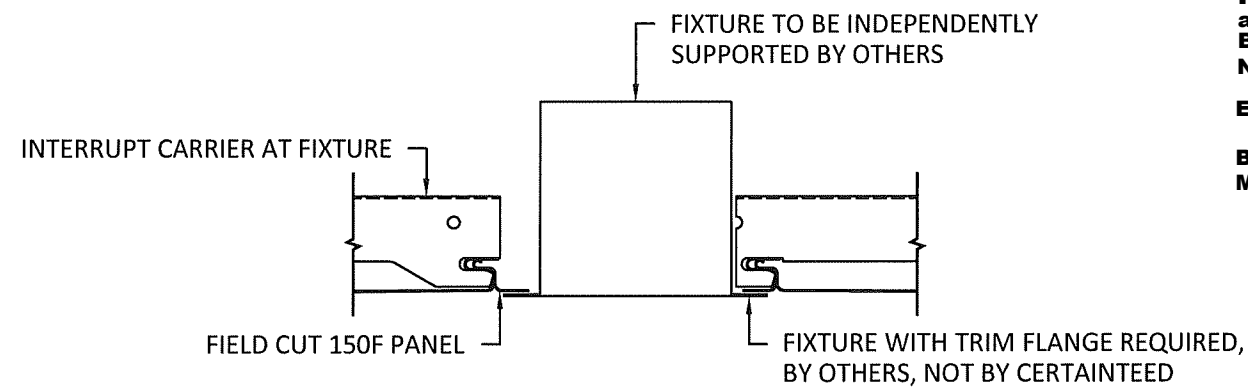 FIXTURE TO BE INDEPENDENTLY
SUPPORTED BY OTHERS
INTERRUPT CARRIER AT FIXTURE
FIELD CUT 150F PANEL
FIXTURE WITH TRIM FLANGE REQUIRED,
BY OTHERS, NOT BY CERTAINTEED
a
E
N
E
B
M